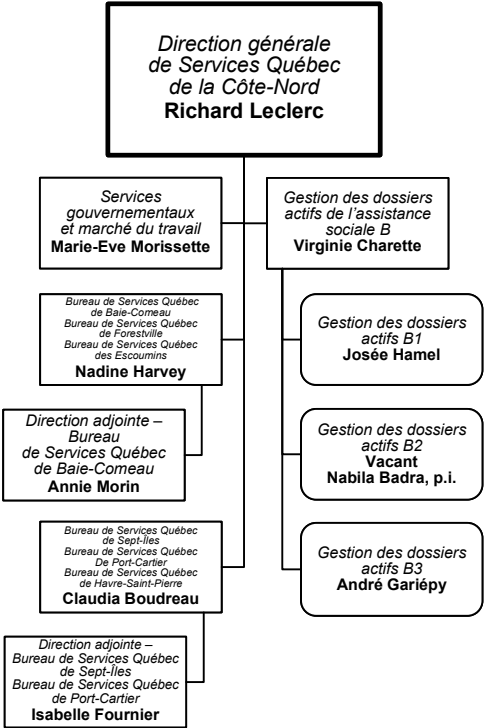 Direction générale
de Services Québec
de la Côte-Nord
Richard Leclerc
Services
gouvernementaux
et marché du travail
Marie-Eve Morissette
Gestion des dossiers
actifs de l'assistance
sociale B
Virginie Charette
Bureau de Services Québec
de Baie-Comeau
Bureau de Services Québec
de Forestville
Bureau de Services Québec
des Escoumins
Nadine Harvey
Direction adjointe –
Bureau
de Services Québec
de Baie-Comeau
Annie Morin
Bureau de Services Québec
de Sept-Îles
Bureau de Services Québec
De Port-Cartier
Bureau de Services Québec
de Havre-Saint-Pierre
Claudia Boudreau
Direction adjointe –
Bureau de Services Québec
de Sept-Îles
Bureau de Services Québec
de Port-Cartier
Isabelle Fournier
Gestion des dossiers
actifs B1
Josée Hamel
Gestion des dossiers
actifs B2
Vacant
Nabila Badra, p.i.
Gestion des dossiers
actifs B3
André Gariépy